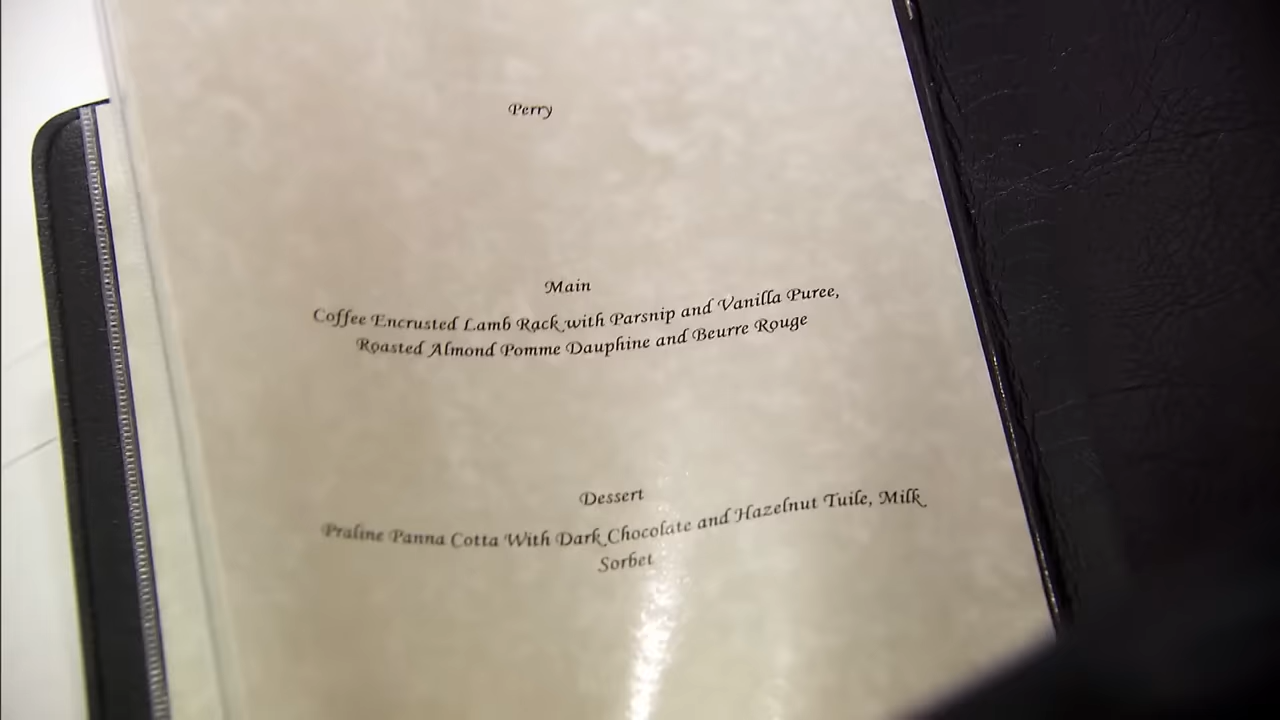 Perry
Main
Coffee Encrusted Lamb Rack with Parsnip and Vanilla Puree,
Roasted Almond Pomme Dauphine and Beurre Rouge
Dessert
Praline Panna Cotta With Dark Chocolate and Hazelnut Tuile, Milk
Sorbet